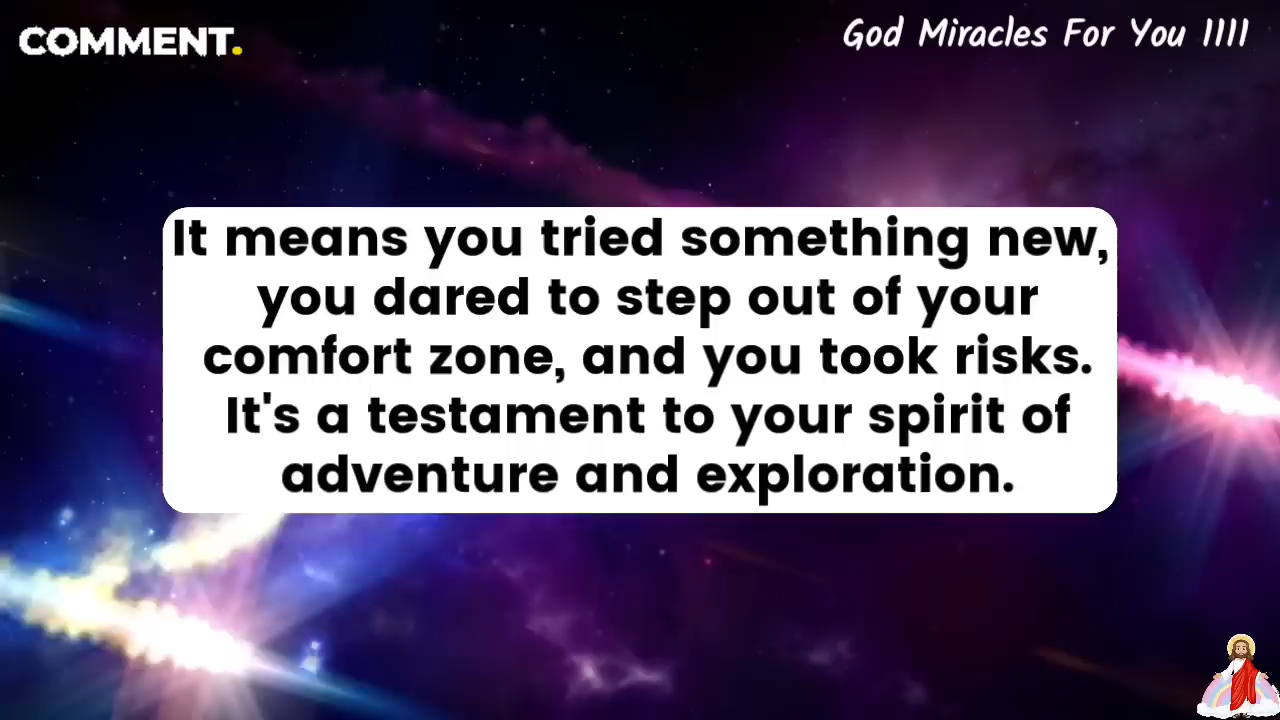 COMMENT.
God Miracles For You 1111
It means you tried something new,
you dared to step out of your
comfort zone, and you took risks.
It's a testament to your spirit of
adventure and exploration.